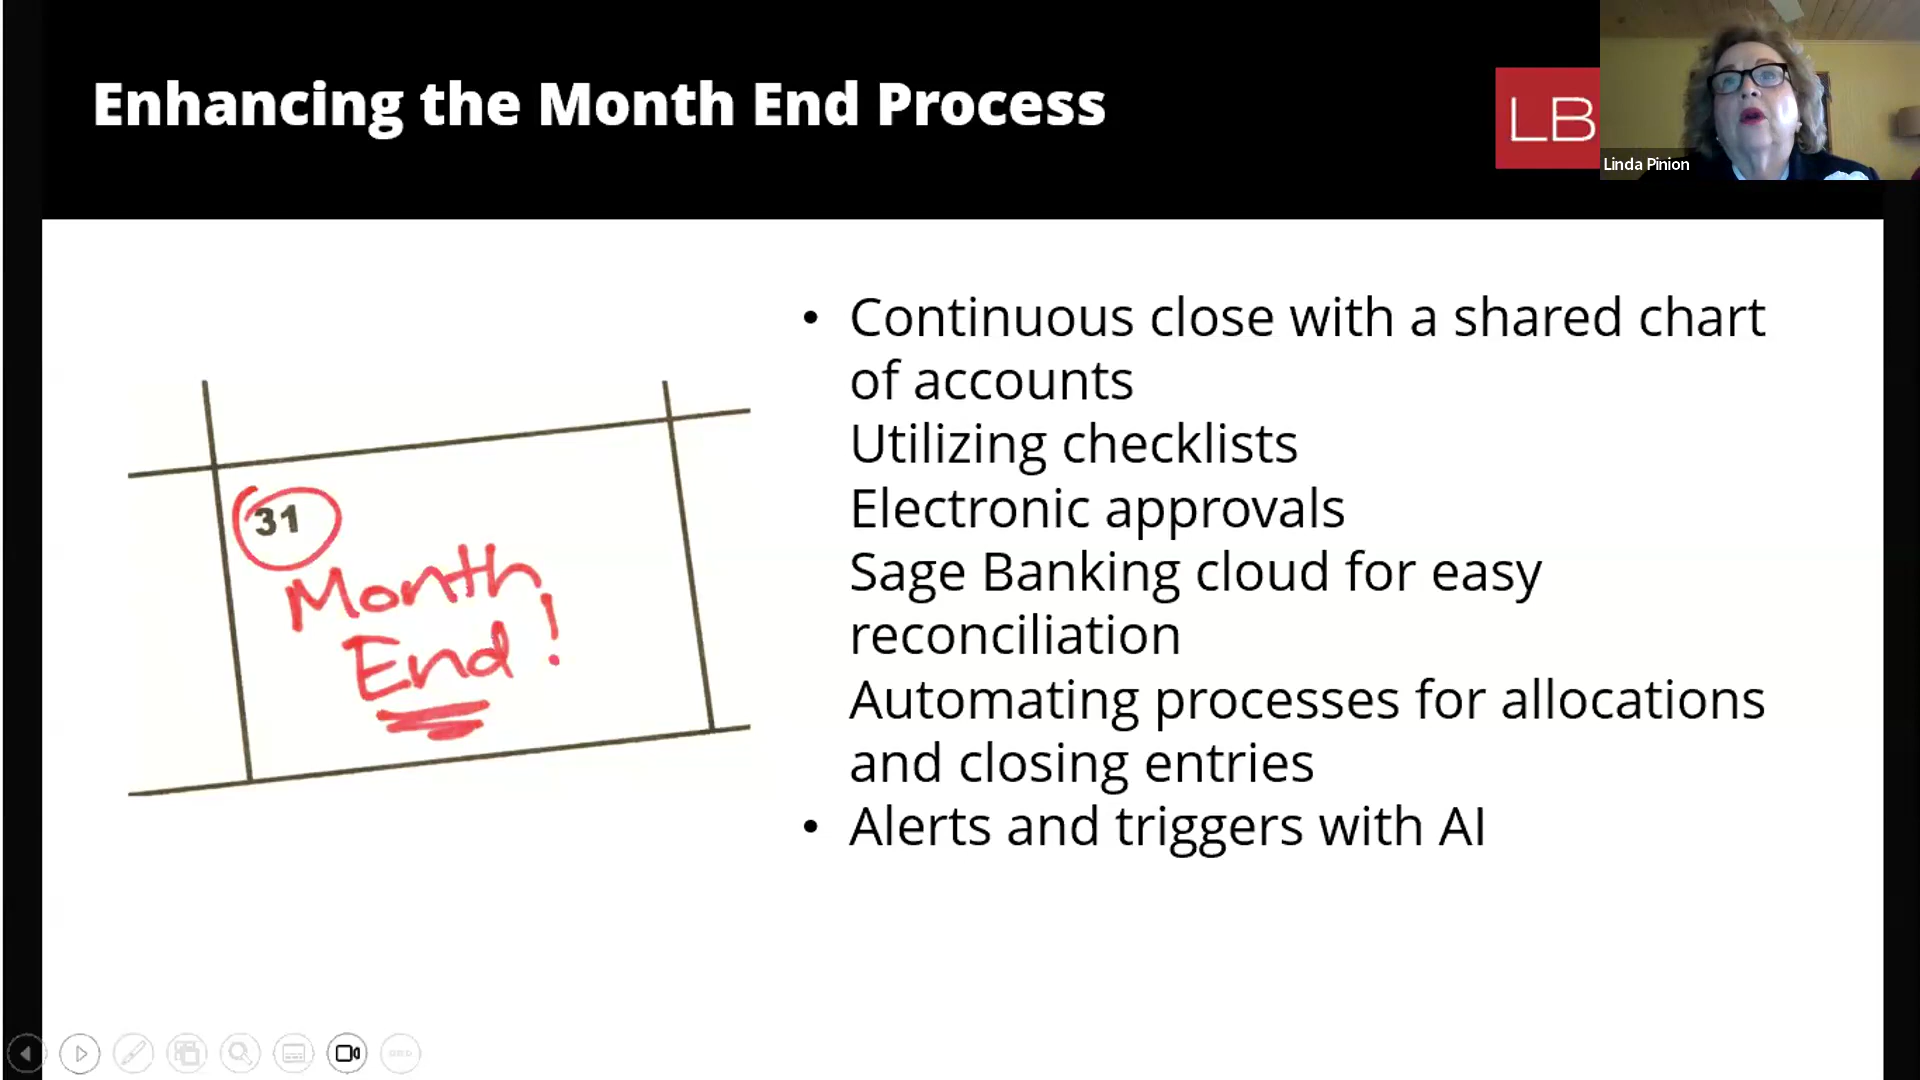 Enhancing the Month End Process
LB
Linda Pinion
31
Month
End!
• Continuous close with a shared chart
of accounts
Utilizing checklists
Electronic approvals
Sage Banking cloud for easy
reconciliation
Automating processes for allocations
and closing entries
• Alerts and triggers with AI